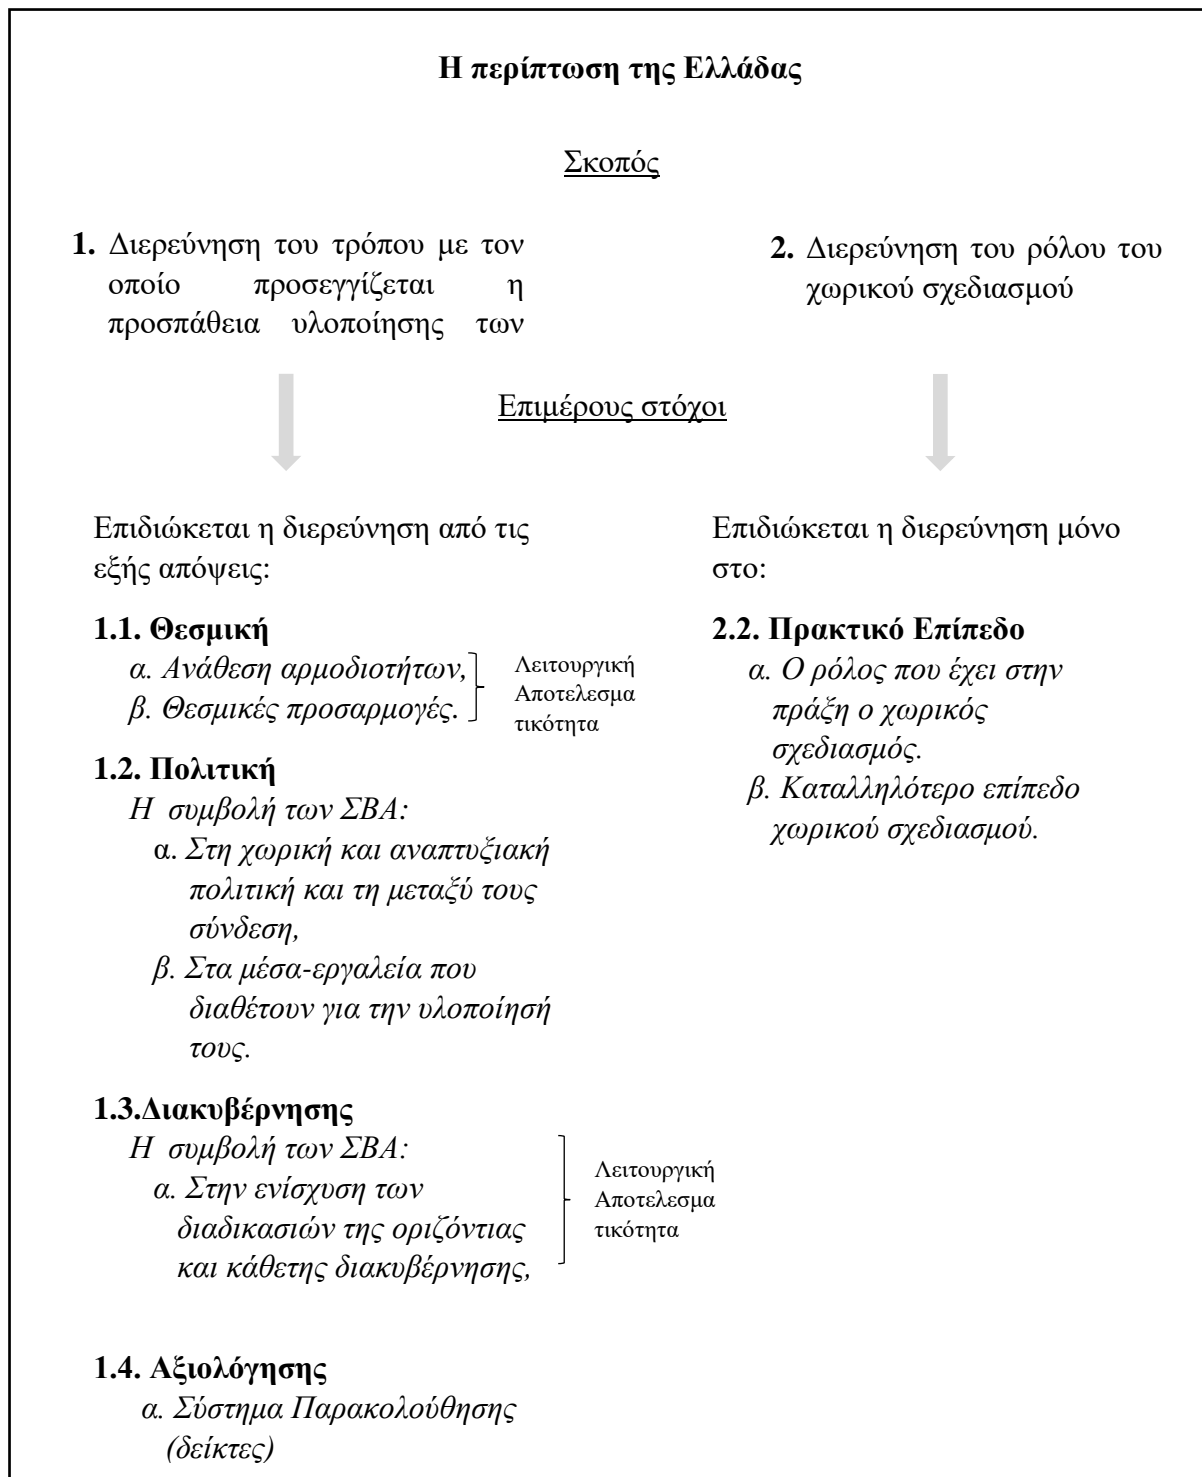 Η περίπτωση της Ελλάδας
Σκοπός
1. Διερεύνηση του τρόπου με τον
οποίο προσεγγίζεται η
προσπάθεια υλοποίησης των
2. Διερεύνηση του ρόλου του
χωρικού σχεδιασμού
Επιμέρους στόχοι
Επιδιώκεται η διερεύνηση από τις
εξής απόψεις:
1.1. Θεσμική
α. Ανάθεση αρμοδιοτήτων,
β. Θεσμικές προσαρμογές.
Λειτουργική
Αποτελεσμα
τικότητα
1.2. Πολιτική
Η συμβολή των ΣΒΑ:
α. Στη χωρική και αναπτυξιακή
πολιτική και τη μεταξύ τους
σύνδεση,
β. Στα μέσα-εργαλεία που
διαθέτουν για την υλοποίησή
τους.
1.3.Διακυβέρνησης
Η συμβολή των ΣΒΑ:
α. Στην ενίσχυση των
διαδικασιών της οριζόντιας
και κάθετης διακυβέρνησης,
Λειτουργική
Αποτελεσμα
τικότητα
1.4. Αξιολόγησης
α. Σύστημα Παρακολούθησης
(δείκτες)
Επιδιώκεται η διερεύνηση μόνο
στο:
2.2. Πρακτικό Επίπεδο
α. Ο ρόλος που έχει στην
πράξη ο χωρικός
σχεδιασμός.
β. Καταλληλότερο επίπεδο
χωρικού σχεδιασμού.